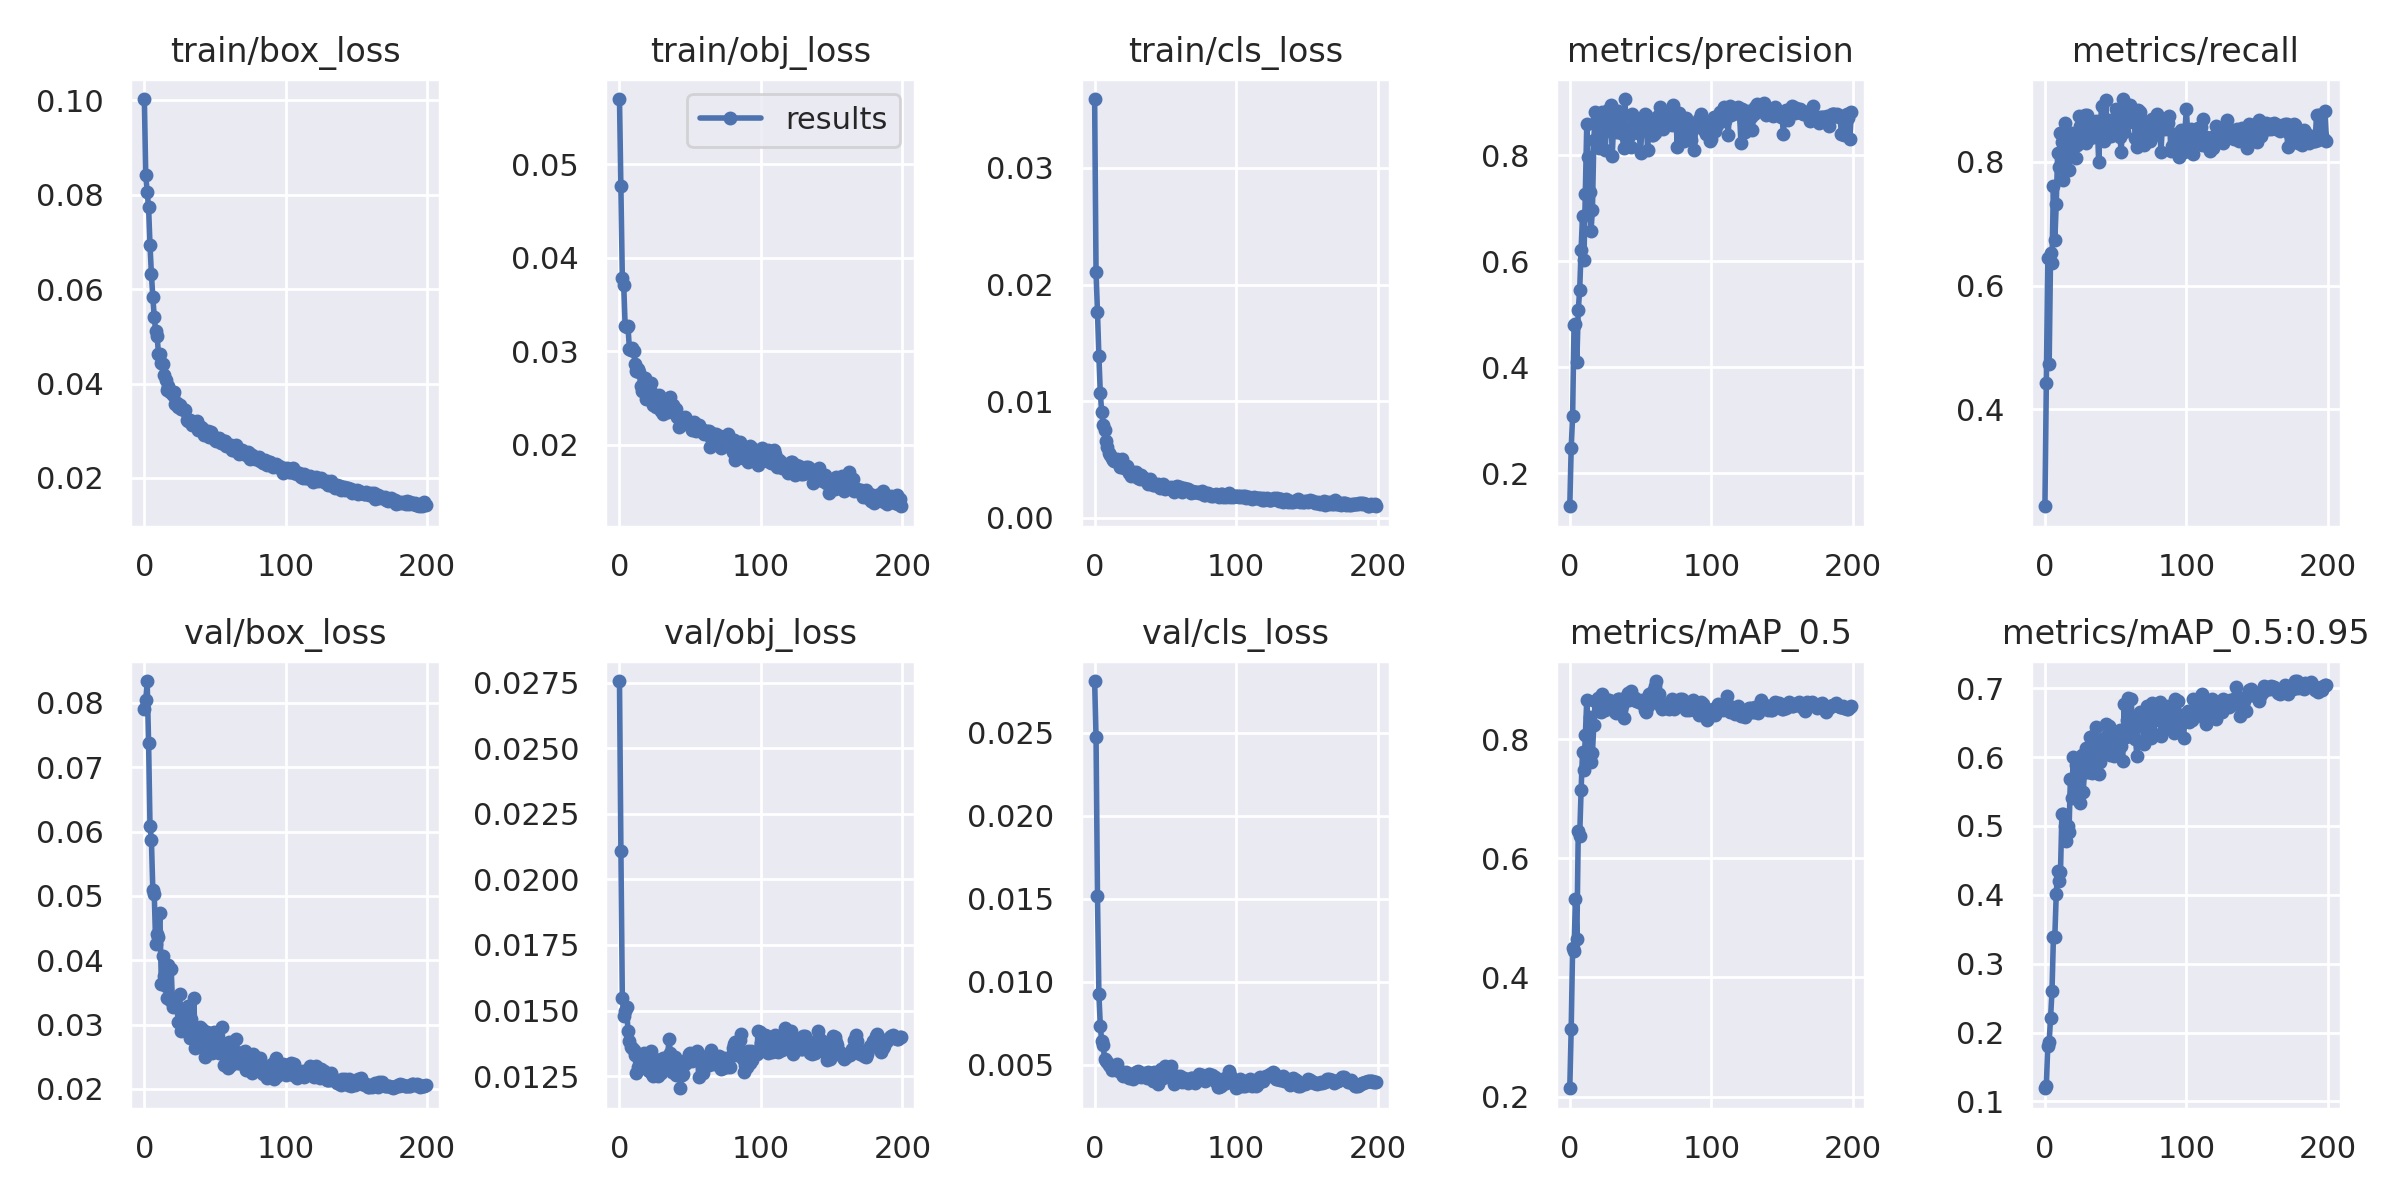 train/box_loss
train/obj_loss
train/cls_loss
metrics/precision
metrics/recall
0.10
0.08
0.06
0.04
0.02
0 100 200
results
0.05
0.04
0.03
0.02
0 100 200
0.03
0.02
0.01
0.00
0 100 200
0.8
0.6
0.4
0.2
0 100 200
0.8
0.6
0.4
0 100 200
val/box_loss
val/obj_loss
val/cls_loss
metrics/mAP_0.5
metrics/mAP_0.5:0.95
0.08
0.07
0.06
0.05
0.04
0.03
0.02
0 100 200
0.0275
0.0250
0.0225
0.0200
0.0175
0.0150
0.0125
0 100 200
0.025
0.020
0.015
0.010
0.005
0 100 200
0.8
0.6
0.4
0.2
0 100 200
0.7
0.6
0.5
0.4
0.3
0.2
0.1
0 100 200